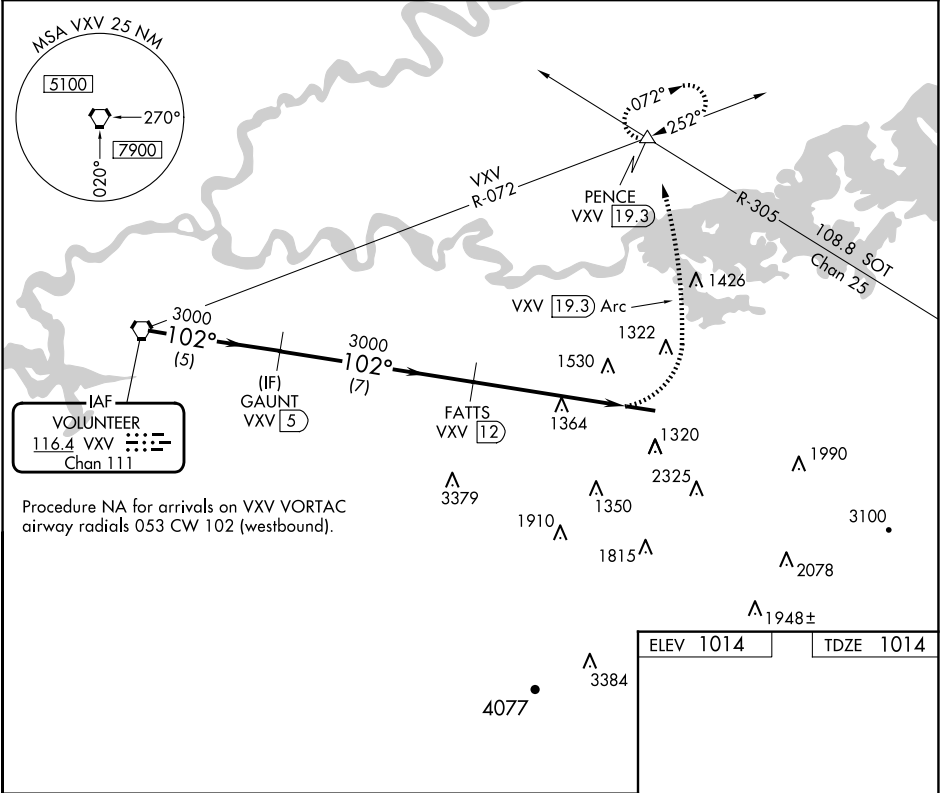 MSA VXV 25 NM
5100
270°
7900
020°
072°
252°
PENCE
VXV 19.3
VXV
R-072
R-305
108.8 SOT
Chan 25
1426
VXV 19.3 Arc
1322
1530
3000
102°
(5)
3000
102°
(7)
(IF)
GAUNT
VXV 5
FATTS
VXV 12
1364
IAF
VOLUNTEER
116.4 VXV
Chan 111
1320
1990
2325
3379
1350
1910
3100
1815
2078
Procedure NA for arrivals on VXV VORTAC
airway radials 053 CW 102 (westbound).
1948±
ELEV 1014
TDZE 1014
3384
4077